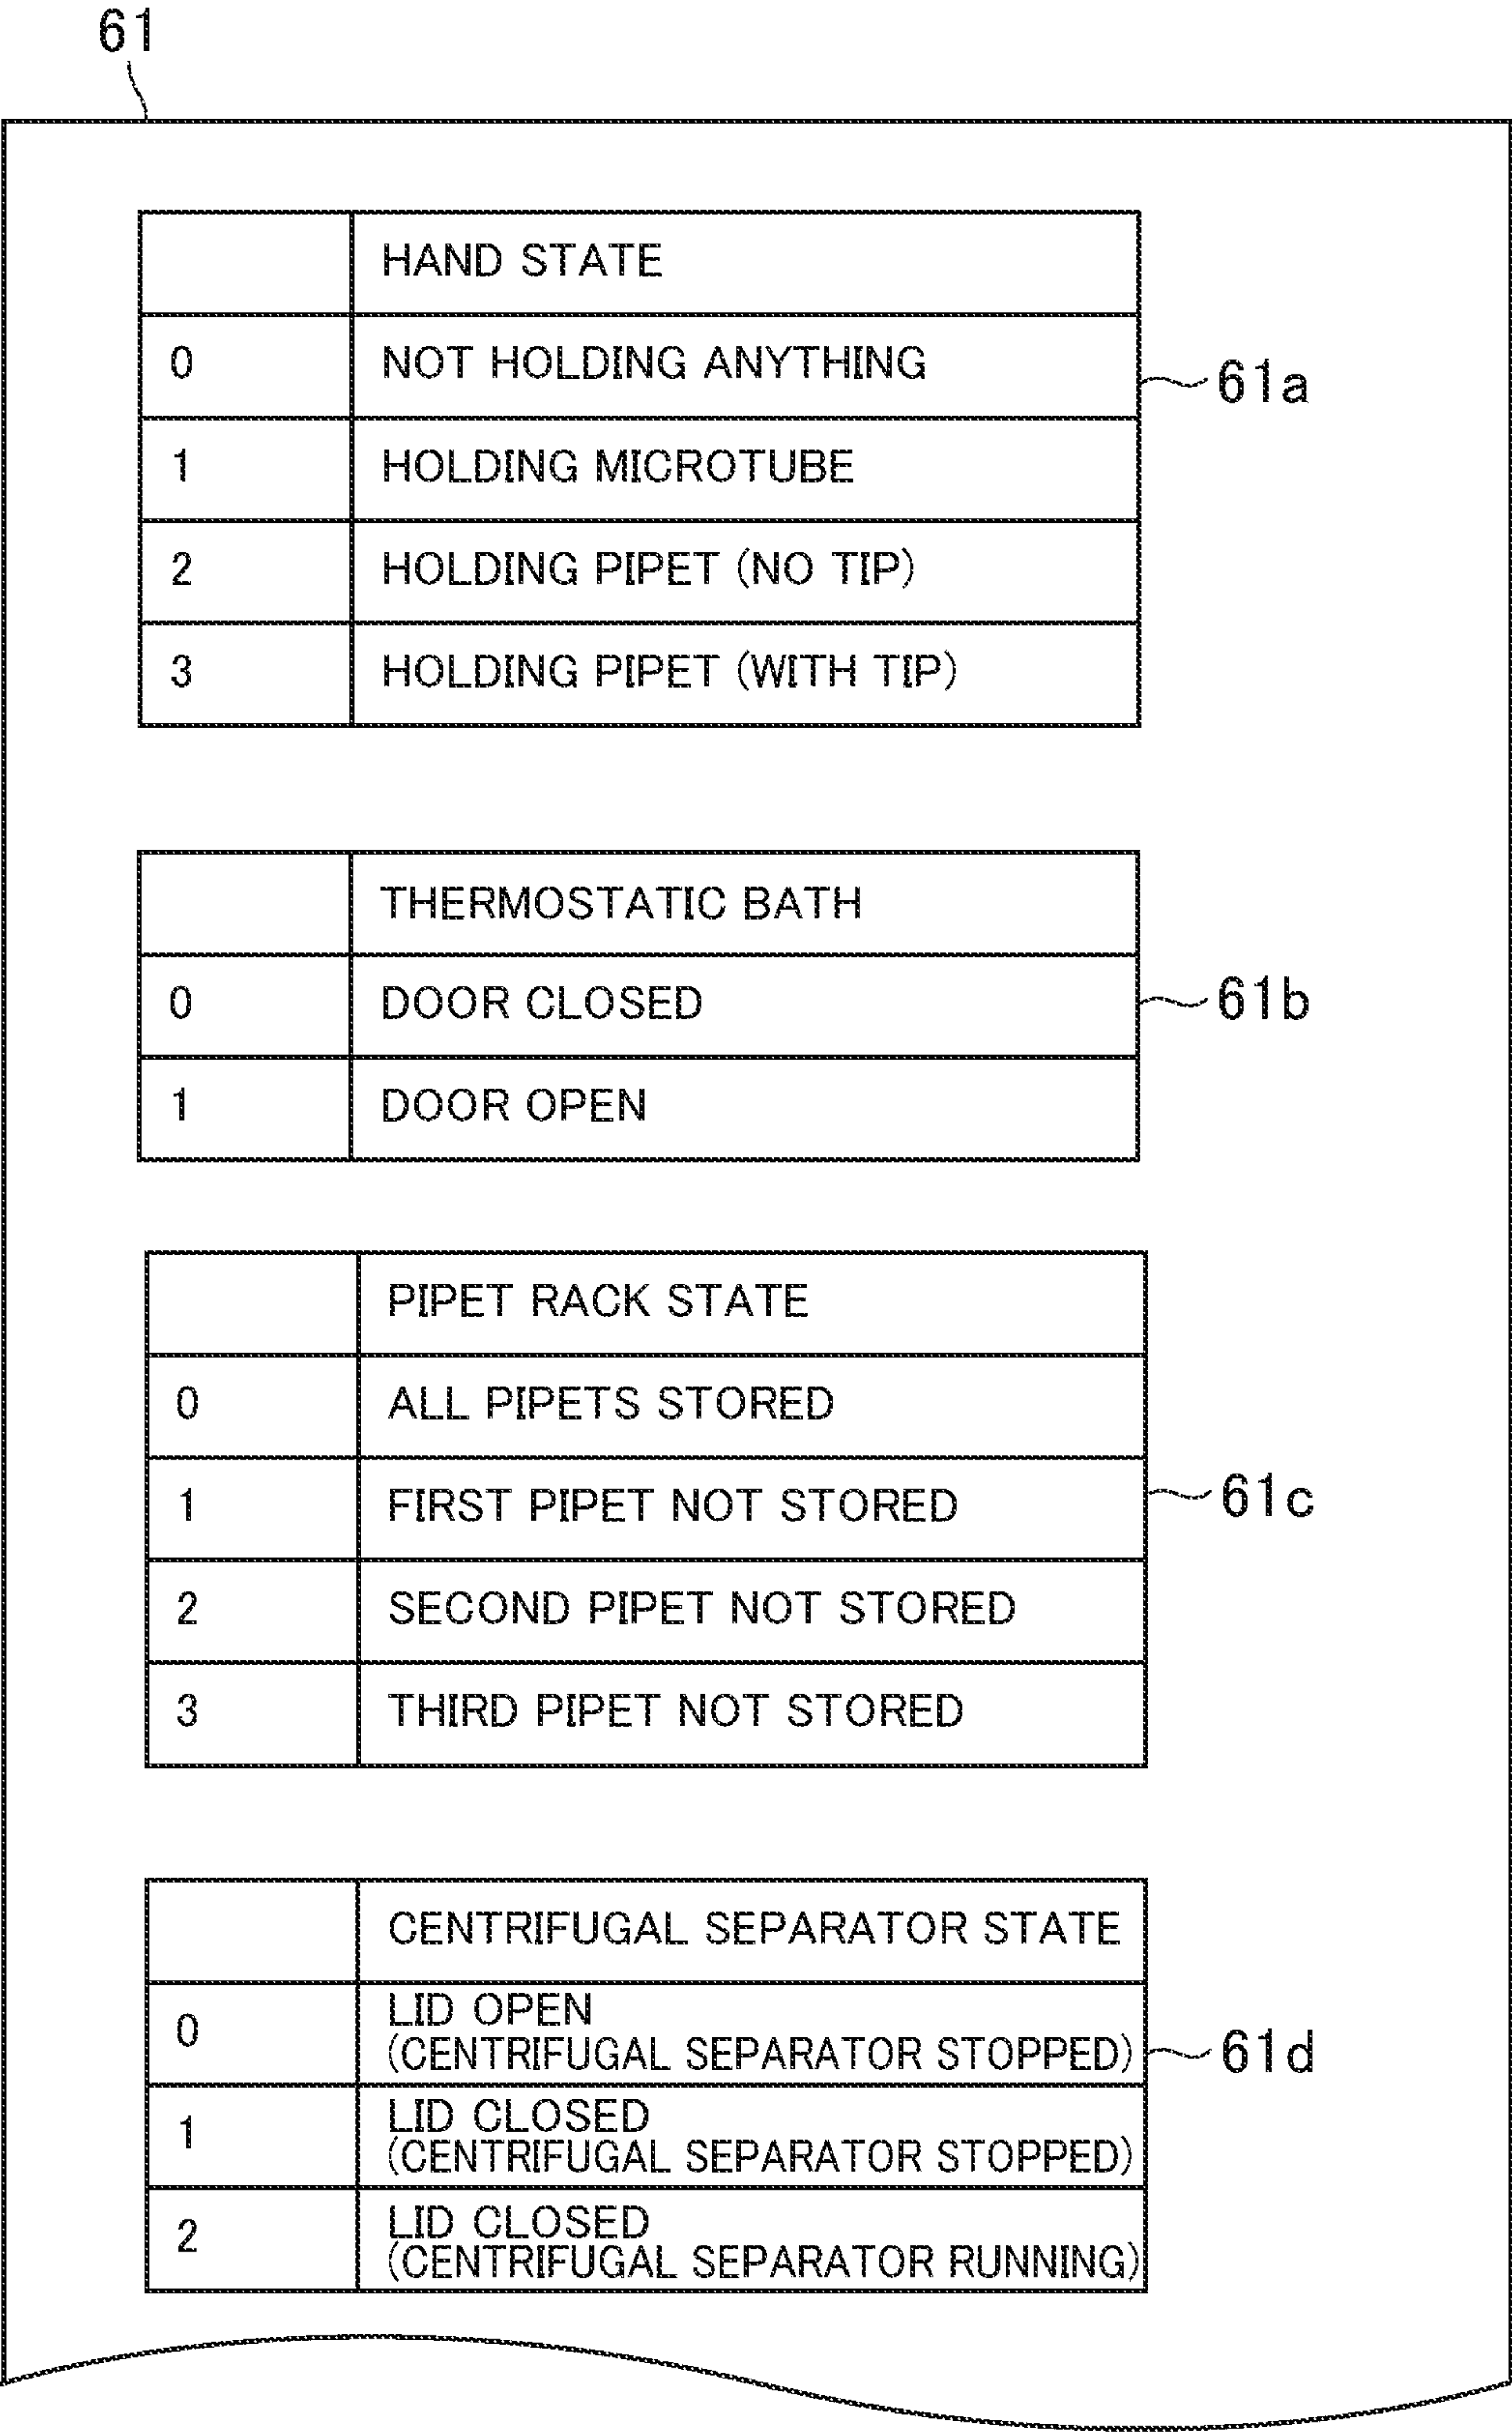 61
HAND STATE
0 NOT HOLDING ANYTHING
61a
1 HOLDING MICROTUBE
2 HOLDING PIPET (NO TIP)
3 HOLDING PIPET (WITH TIP)
THERMOSTATIC BATH
0 DOOR CLOSED
61b
1 DOOR OPEN
PIPET RACK STATE
0 ALL PIPETS STORED
1 FIRST PIPET NOT STORED
61c
2 SECOND PIPET NOT STORED
3 THIRD PIPET NOT STORED
CENTRIFUGAL SEPARATOR STATE
0 LID OPEN
(CENTRIFUGAL SEPARATOR STOPPED)
61d
1 LID CLOSED
(CENTRIFUGAL SEPARATOR STOPPED)
2 LID CLOSED
(CENTRIFUGAL SEPARATOR RUNNING)